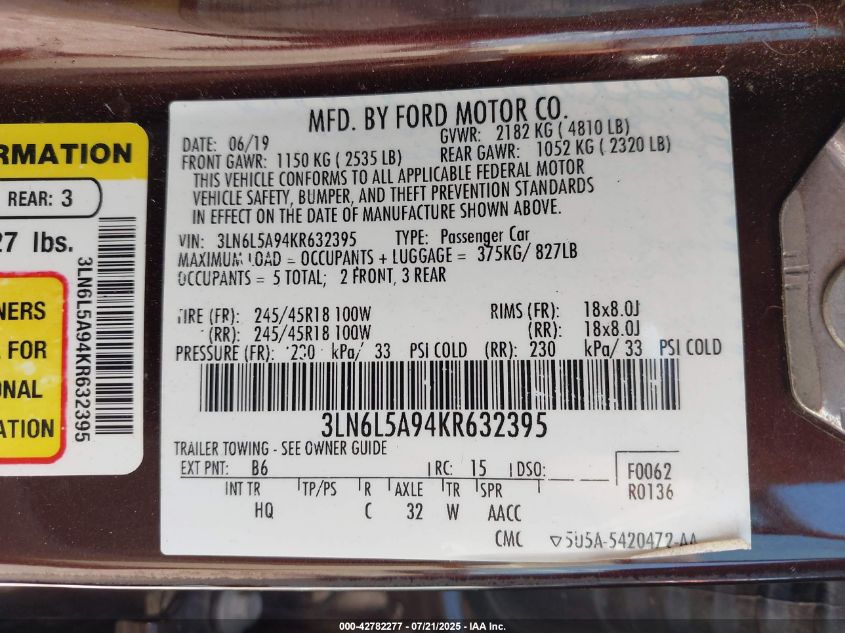 RMATION
REAR: 3
27 lbs.
NERS
L FOR
ONAL
ATION
3LN6L5A94KR632395
MFD. BY FORD MOTOR CO.
DATE: 06/19 GVWR: 2182 KG ( 4810 LB)
FRONT GAWR: 1150 KG ( 2535 LB) REAR GAWR: 1052 KG ( 2320 LB)
THIS VEHICLE CONFORMS TO ALL APPLICABLE FEDERAL MOTOR
VEHICLE SAFETY, BUMPER, AND THEFT PREVENTION STANDARDS
IN EFFECT ON THE DATE OF MANUFACTURE SHOWN ABOVE.
VIN: 3LN6L5A94KR632395 TYPE: Passenger Car
MAXIMUM LOAD = OCCUPANTS + LUGGAGE = 375KG/ 827LB
OCCUPANTS = 5 TOTAL; 2 FRONT, 3 REAR
TIRE (FR): 245/45R18 100W RIMS (FR): 18x8.0J
(RR): 245/45R18 100W (RR): 18x8.0J
PRESSURE (FR): 230 kPa/ 33 PSI COLD (RR): 230 kPa/ 33 PSI COLD
3LN6L5A94KR632395
TRAILER TOWING - SEE OWNER GUIDE
EXT PNT: B6 RC: 15 DSO: F0062
INT TR TP/PS R AXLE TR SPR R0136
HQ C 32 W AACC
CMC ▽5U5A-5420472-AA
000-42782277 - 07/21/2025 - IAA Inc.